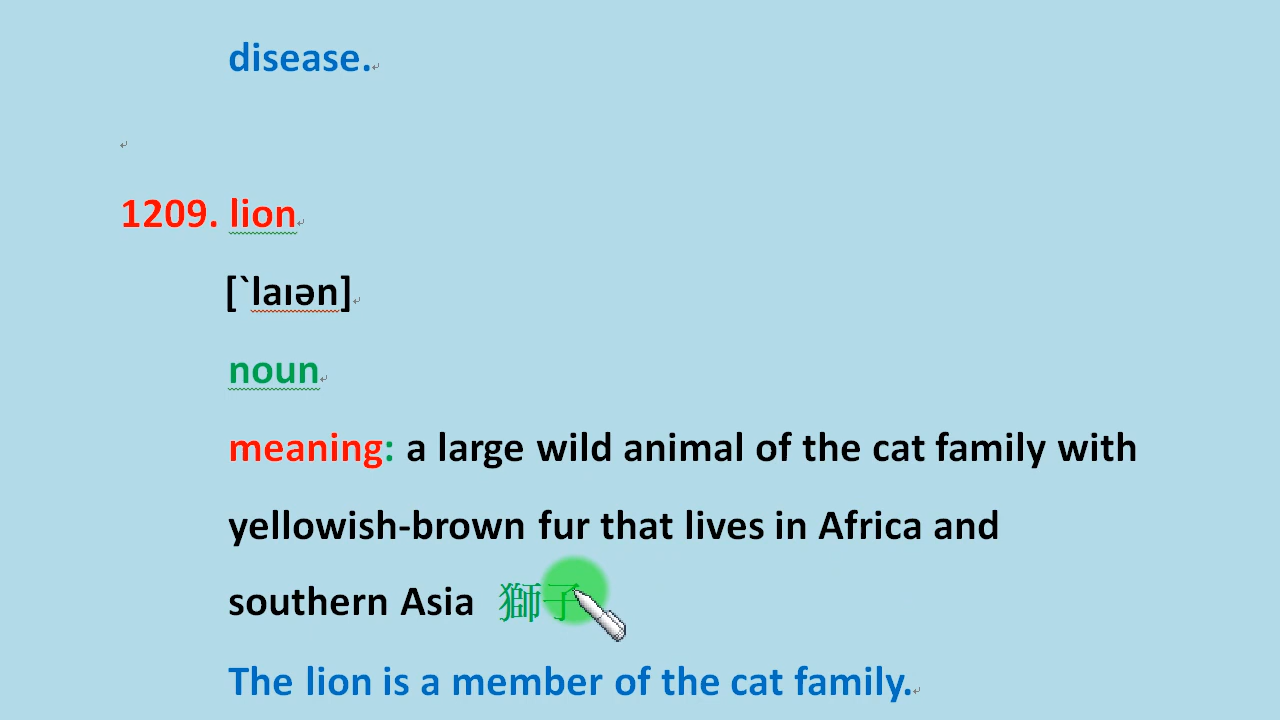 disease.
1209. lion
[`laɪən]
noun
meaning: a large wild animal of the cat family with
yellowish-brown fur that lives in Africa and
southern Asia 獅子
The lion is a member of the cat family.